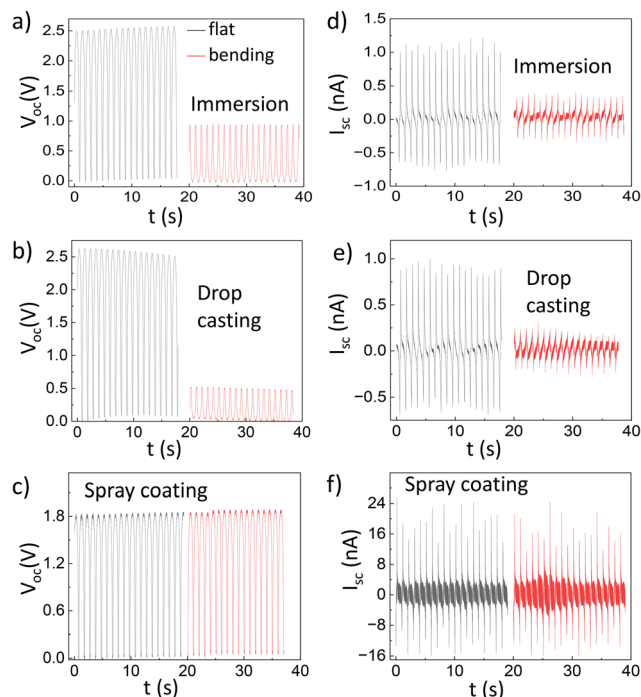 a)
2.5
2.0
1.5
1.0
0.5
0.0
Voc(V)
flat
bending
Immersion
0 10 20 30 40
t (s)
d)
1.5
1.0
0.5
0.0
−0.5
−1.0
Isc (nA)
Immersion
0 10 20 30 40
t (s)
b)
2.5
2.0
1.5
1.0
0.5
0.0
Voc(V)
Drop
casting
0 10 20 30 40
t (s)
e)
1.0
0.5
0.0
−0.5
Isc (nA)
Drop
casting
0 10 20 30 40
t (s)
c)
1.8
1.2
0.6
0.0
Voc(V)
Spray coating
0 10 20 30 40
t (s)
f)
24
16
8
0
−8
−16
Isc (nA)
Spray coating
0 10 20 30 40
t (s)